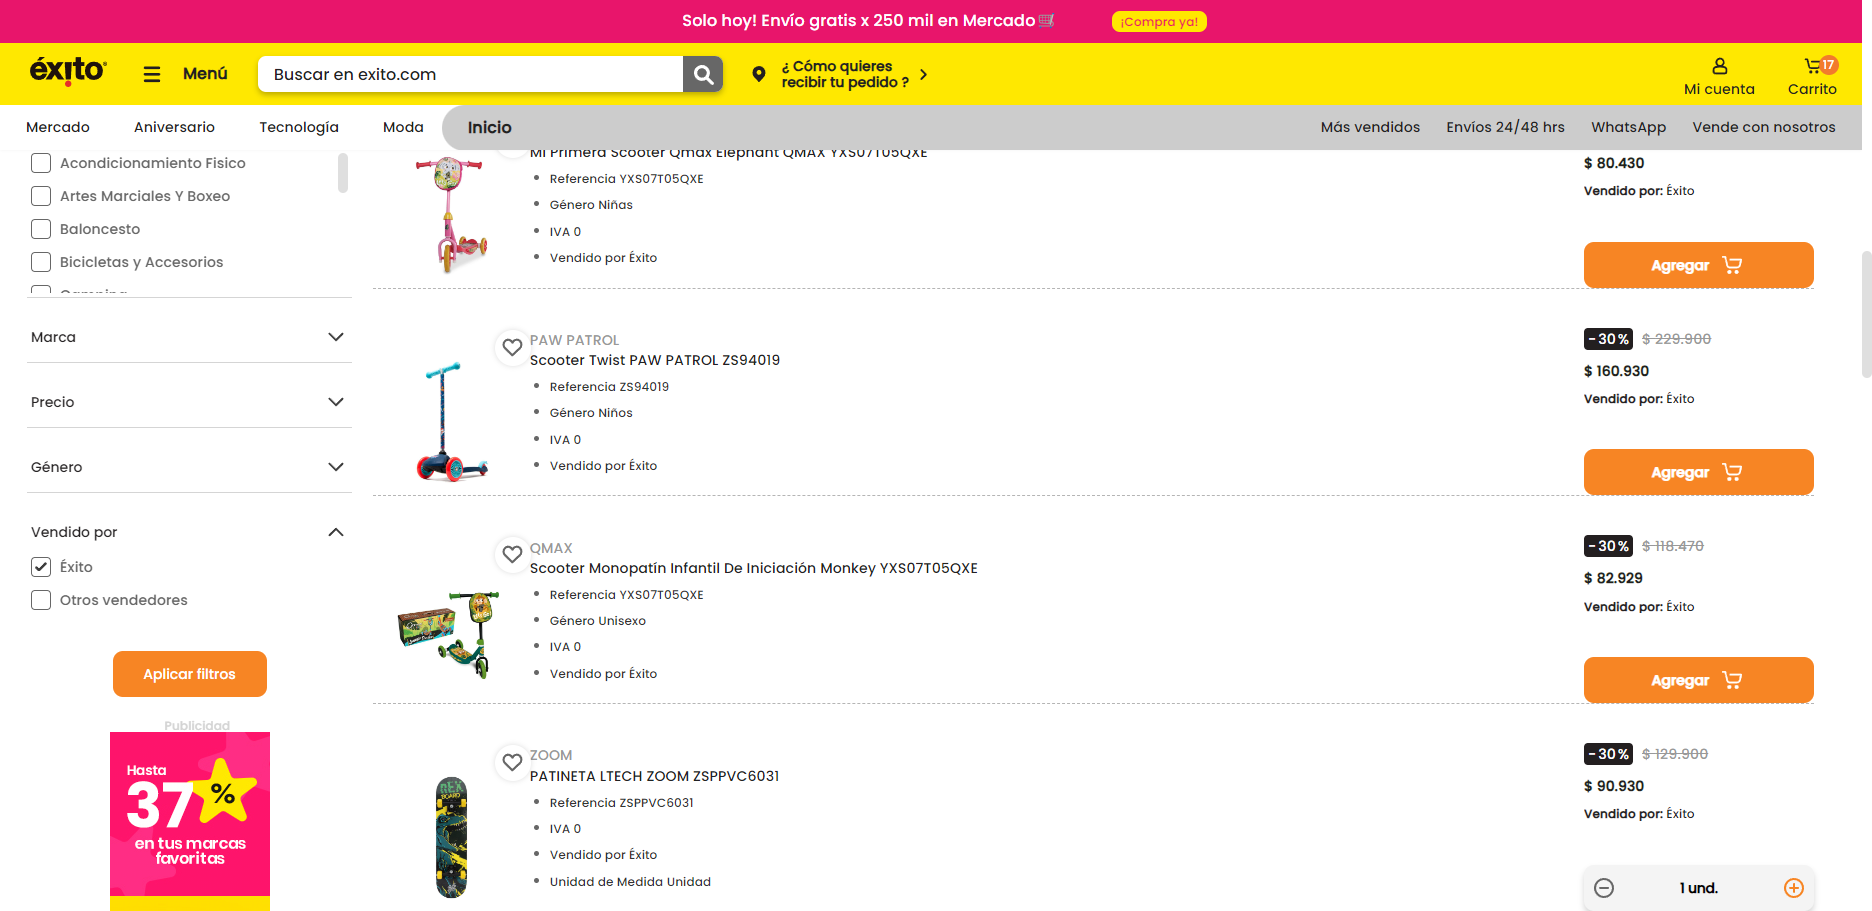 Solo hoy! Envío gratis x 250 mil en Mercado
¡Compra ya!
éxito
Menú
Buscar en exito.com
¿ Cómo quieres
recibir tu pedido ?
Mi cuenta
17
Carrito
Mercado
Aniversario
Tecnología
Moda
Inicio
Más vendidos
Envíos 24/48 hrs
WhatsApp
Vende con nosotros
Acondicionamiento Fisico
Artes Marciales Y Boxeo
Baloncesto
Bicicletas y Accesorios
Camping
Marca
Precio
Género
Vendido por
Éxito
Otros vendedores
Aplicar filtros
Publicidad
Hasta
37 %
en tus marcas
favoritas
Mi Primera Scooter Qmax Elephant QMAX YXS07T05QXE
Referencia YXS07T05QXE
Género Niñas
IVA 0
Vendido por Éxito
$ 80.430
Vendido por: Éxito
Agregar
PAW PATROL
Scooter Twist PAW PATROL ZS94019
Referencia ZS94019
Género Niños
IVA 0
Vendido por Éxito
-30% $ 229.900
$ 160.930
Vendido por: Éxito
Agregar
QMAX
Scooter Monopatín Infantil De Iniciación Monkey YXS07T05QXE
Referencia YXS07T05QXE
Género Unisexo
IVA 0
Vendido por Éxito
-30% $ 118.470
$ 82.929
Vendido por: Éxito
Agregar
ZOOM
PATINETA LTECH ZOOM ZSPPVC6031
Referencia ZSPPVC6031
IVA 0
Vendido por Éxito
Unidad de Medida Unidad
REX
BOARD
-30% $ 129.900
$ 90.930
Vendido por: Éxito
1 und.